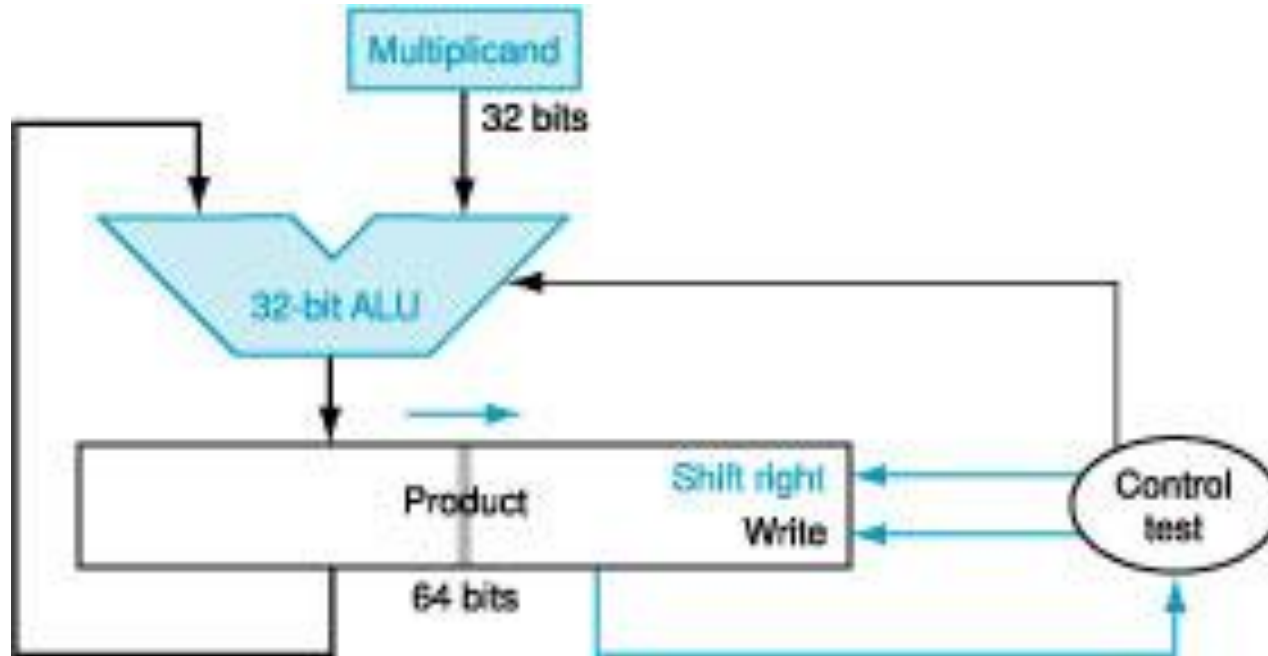 Multiplicand
32 bits
32-bit ALU
Product
Shift right
Write
64 bits
Control
test